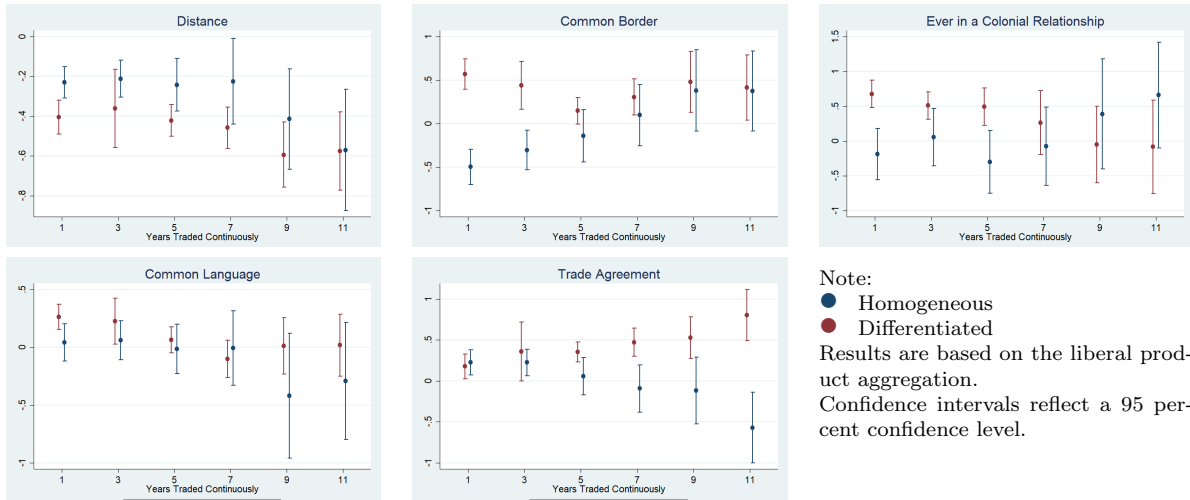 Distance
0
-.2
-.4
-.6
-.8
1 3 5 7 9 11
Years Traded Continuously
Common Border
1
.5
0
-.5
-1
1 3 5 7 9 11
Years Traded Continuously
Ever in a Colonial Relationship
1.5
1
.5
0
-.5
-1
1 3 5 7 9 11
Years Traded Continuously
Common Language
.5
0
-.5
-1
1 3 5 7 9 11
Years Traded Continuously
Trade Agreement
1
.5
0
-.5
-1
1 3 5 7 9 11
Years Traded Continuously
Note:
Homogeneous
Differentiated
Results are based on the liberal prod-
uct aggregation.
Confidence intervals reflect a 95 per-
cent confidence level.